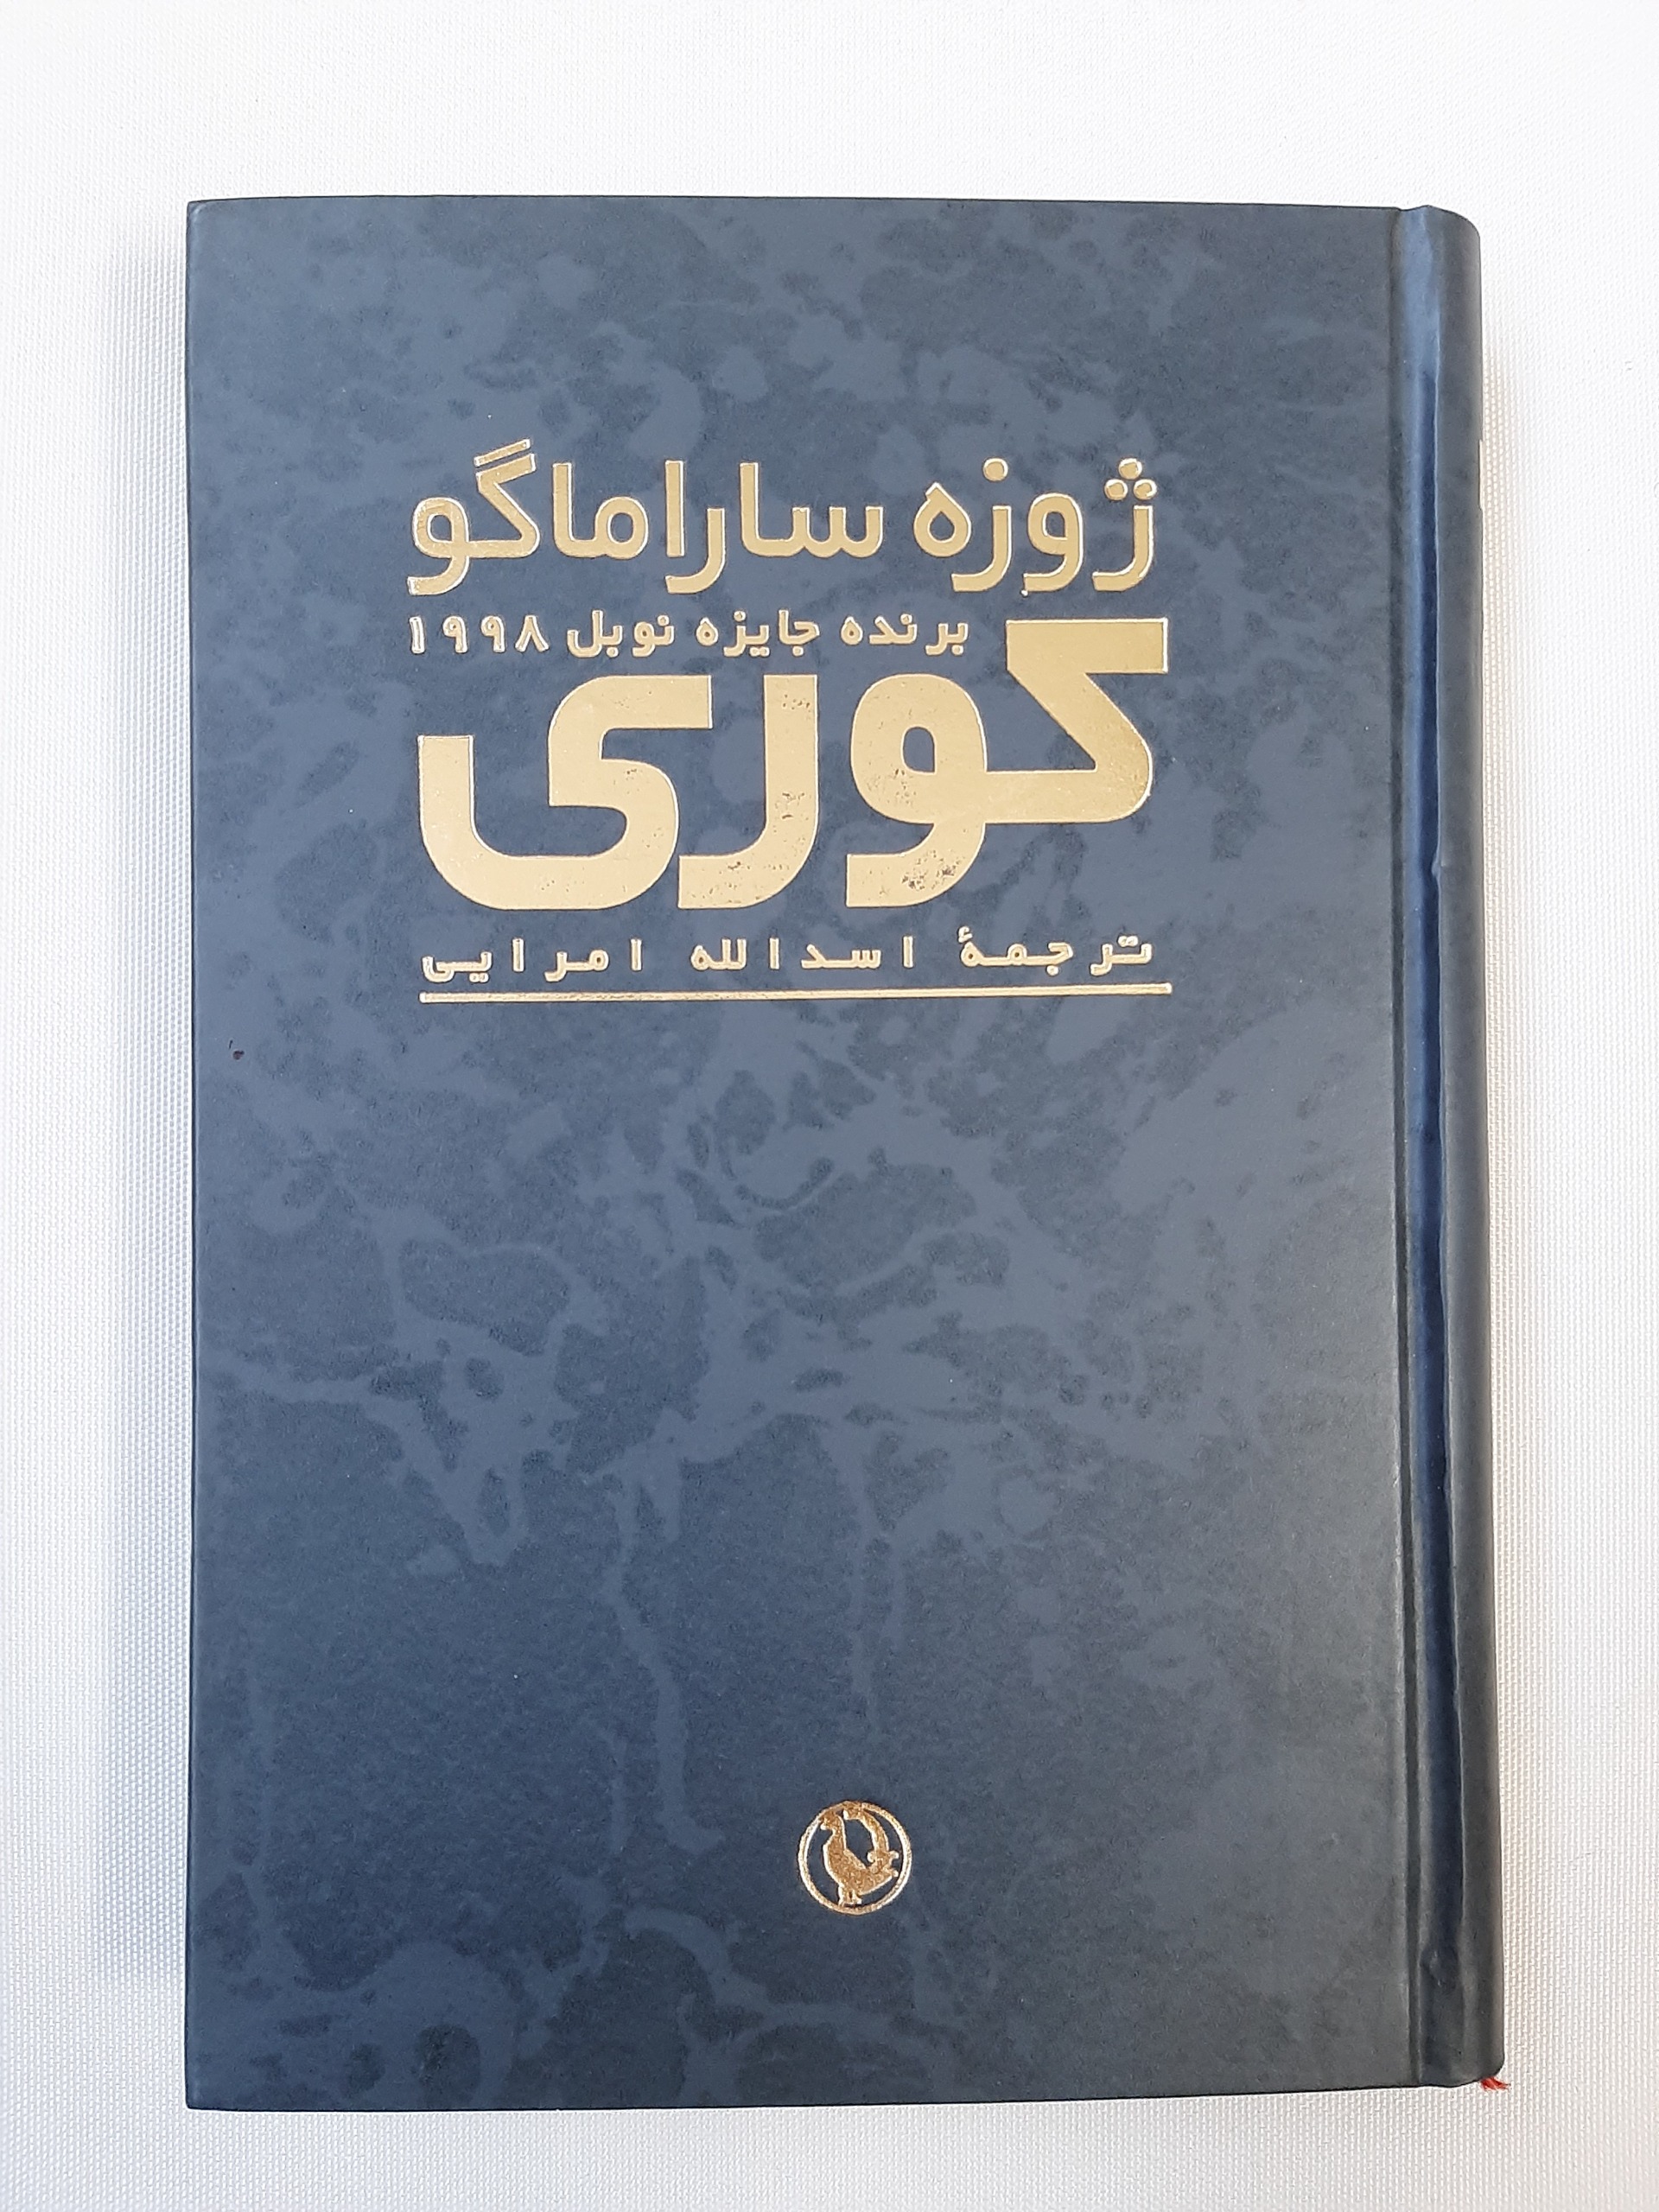 ژوزه ساراماگو
برنده جایزه نوبل ۱۹۹۸
کوری
ترجمهٔ اسدالله امرایی